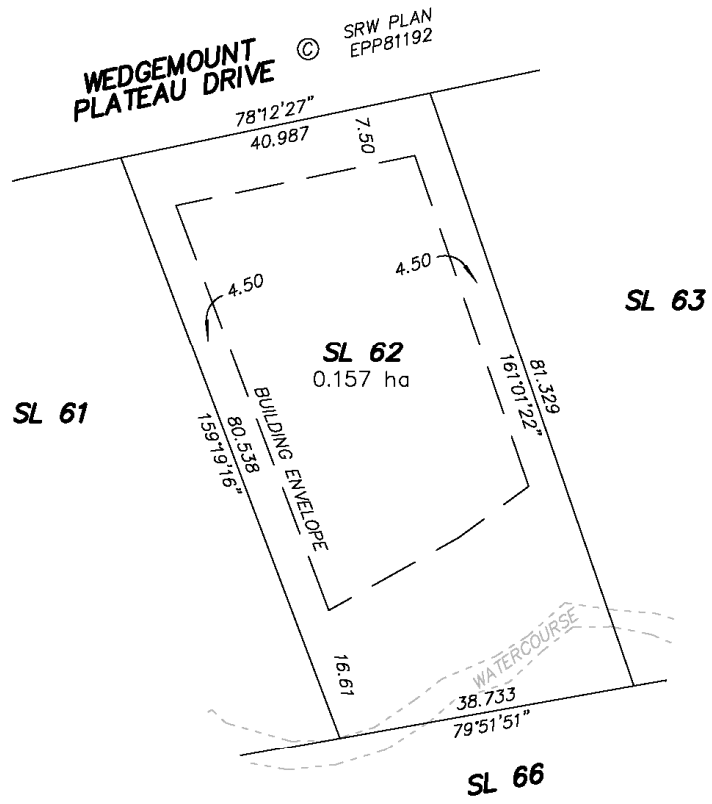 WEDGEMOUNT
PLATEAU DRIVE
Ⓒ
SRW PLAN
EPP81192
78°12'27"
40.987
7.50
4.50
4.50
SL 63
SL 62
0.157 ha
SL 61
BUILDING ENVELOPE
80.538
159°19'16"
81.329
161°01'22"
WATERCOURSE
16.61
38.733
79°51'51"
SL 66